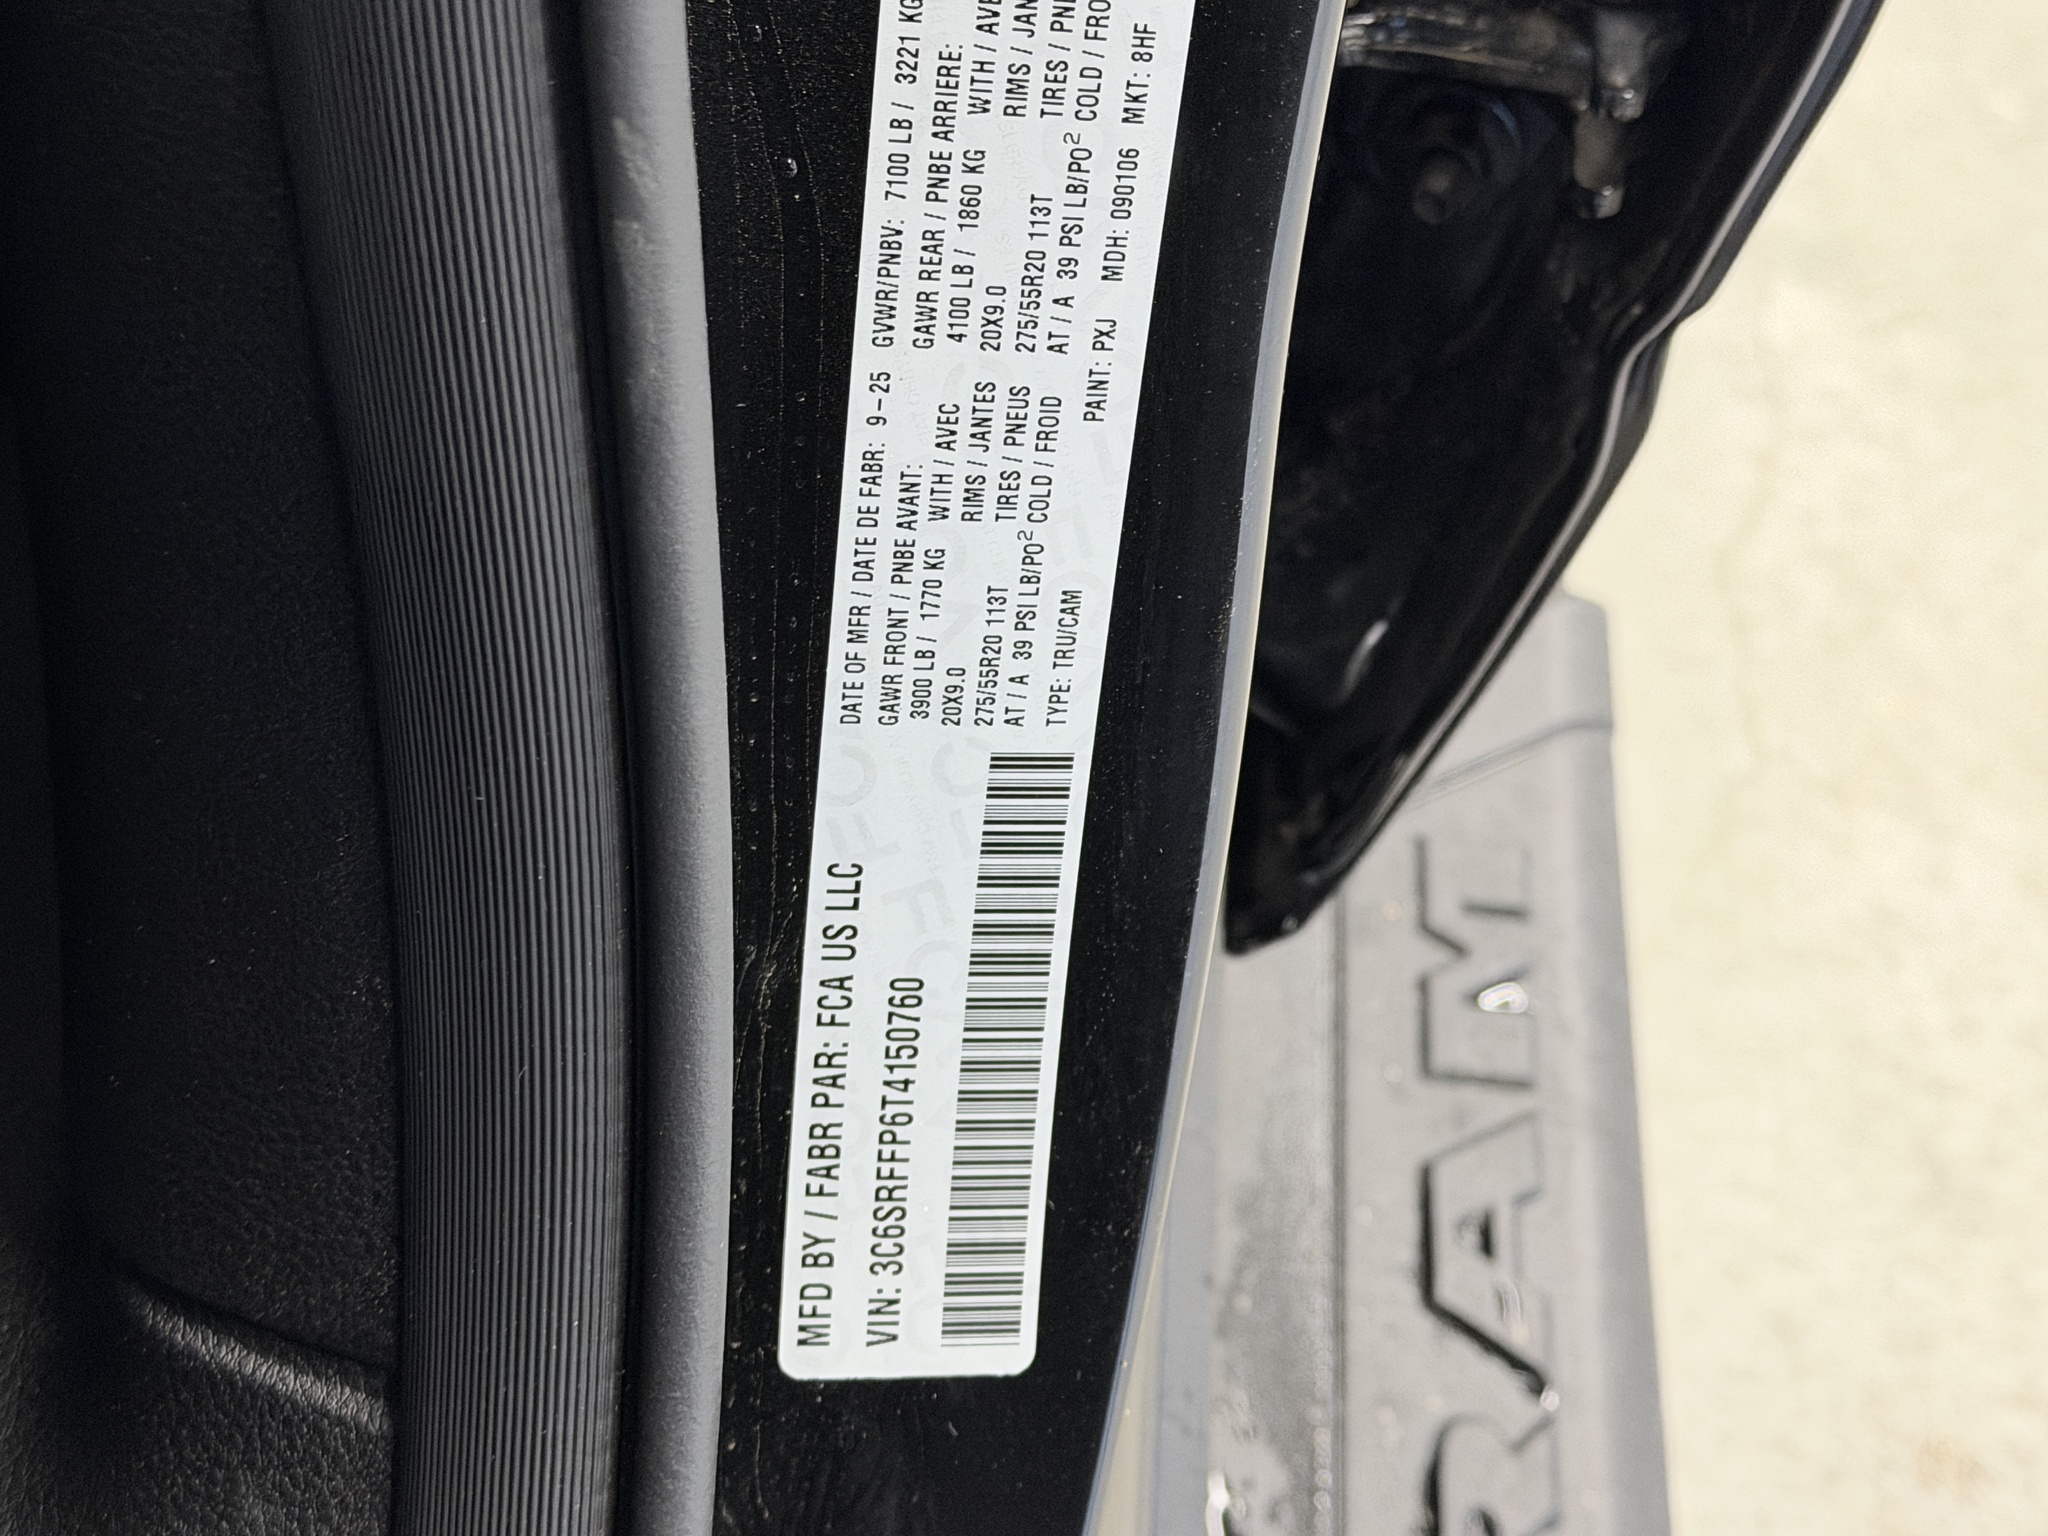 MFD BY / FABR PAR: FCA US LLC
VIN: 3C6SRFFP6T4150760
DATE OF MFR / DATE DE FABR: 9-25 GVWR/PNBV: 7100 LB / 3221 KG
GAWR FRONT / PNBE AVANT: GAWR REAR / PNBE ARRIERE:
3900 LB / 1770 KG WITH / AVEC 4100 LB / 1860 KG WITH /
20X9.0 RIMS / JANTES 20X9.0 RIMS /
275/55R20 113T TIRES / PNEUS 275/55R20 113T TIRES /
AT / A 39 PSI LB/PO² COLD / FROID AT / A 39 PSI LB/PO² COLD /
TYPE: TRU/CAM PAINT: PXJ MDH: 090106 MKT: 8HF
RAM